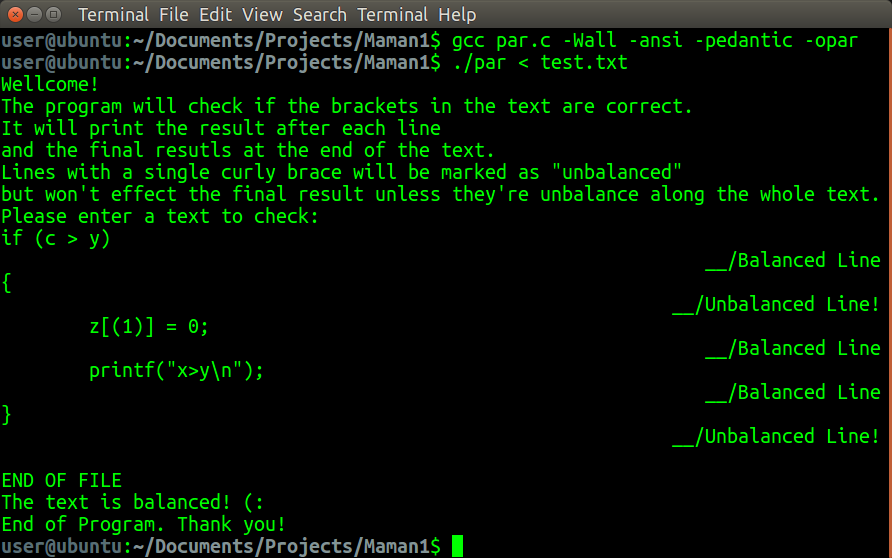 Terminal File Edit View Search Terminal Help
user@ubuntu:~/Documents/Projects/Maman1$ gcc par.c -Wall -ansi -pedantic -opar
user@ubuntu:~/Documents/Projects/Maman1$ ./par < test.txt
Wellcome!
The program will check if the brackets in the text are correct.
It will print the result after each line
and the final resutls at the end of the text.
Lines with a single curly brace will be marked as "unbalanced"
but won't effect the final result unless they're unbalance along the whole text.
Please enter a text to check:
if (c > y)
__/Balanced Line
{
__/Unbalanced Line!
z[(1)] = 0;
__/Balanced Line
printf("x>y\n");
__/Balanced Line
}
__/Unbalanced Line!
END OF FILE
The text is balanced! (:
End of Program. Thank you!
user@ubuntu:~/Documents/Projects/Maman1$